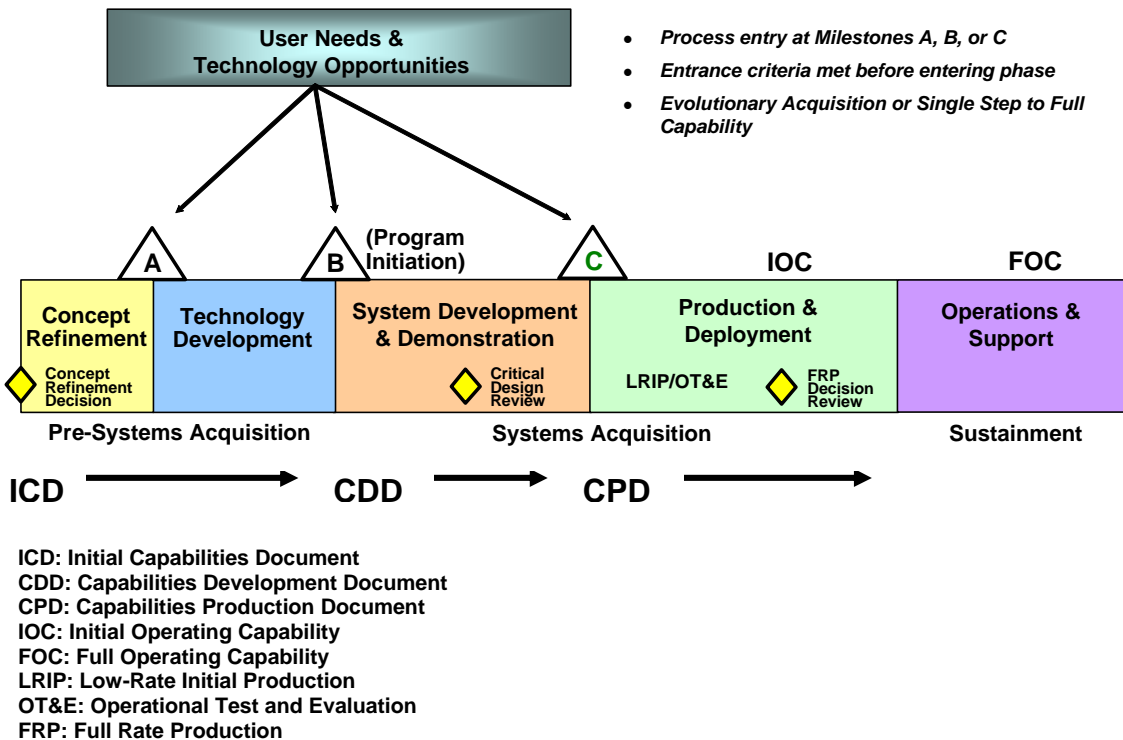 User Needs &
Technology Opportunities
● Process entry at Milestones A, B, or C
● Entrance criteria met before entering phase
● Evolutionary Acquisition or Single Step to Full
Capability
A
B
(Program
Initiation)
C
IOC
FOC
Concept
Refinement
Technology
Development
System Development
& Demonstration
Production &
Deployment
Operations &
Support
Concept
Refinement
Decision
Critical
Design
Review
LRIP/OT&E
FRP
Decision
Review
Pre-Systems Acquisition
Systems Acquisition
Sustainment
ICD
CDD
CPD
ICD: Initial Capabilities Document
CDD: Capabilities Development Document
CPD: Capabilities Production Document
IOC: Initial Operating Capability
FOC: Full Operating Capability
LRIP: Low-Rate Initial Production
OT&E: Operational Test and Evaluation
FRP: Full Rate Production